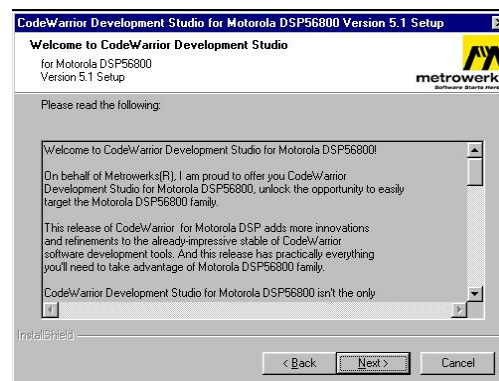 CodeWarrior Development Studio for Motorola DSP56800 Version 5.1 Setup
Welcome to CodeWarrior Development Studio
for Motorola DSP56800
Version 5.1 Setup
metrowerk
Software Starts Here
Please read the following:
Welcome to CodeWarrior Development Studio for Motorola DSP56800!
On behalf of Metrowerks(R), I am proud to offer you CodeWarrior
Development Studio for Motorola DSP56800, unlock the opportunity to easily
target the Motorola DSP56800 family.
This release of CodeWarrior for Motorola DSP adds more innovations
and refinements to the already-impressive stable of CodeWarrior
software development tools. And this release has practically everything
you'll need to take advantage of Motorola DSP56800 family.
CodeWarrior Development Studio for Motorola DSP56800 isn't the only
InstallShield
< Back
Next >
Cancel